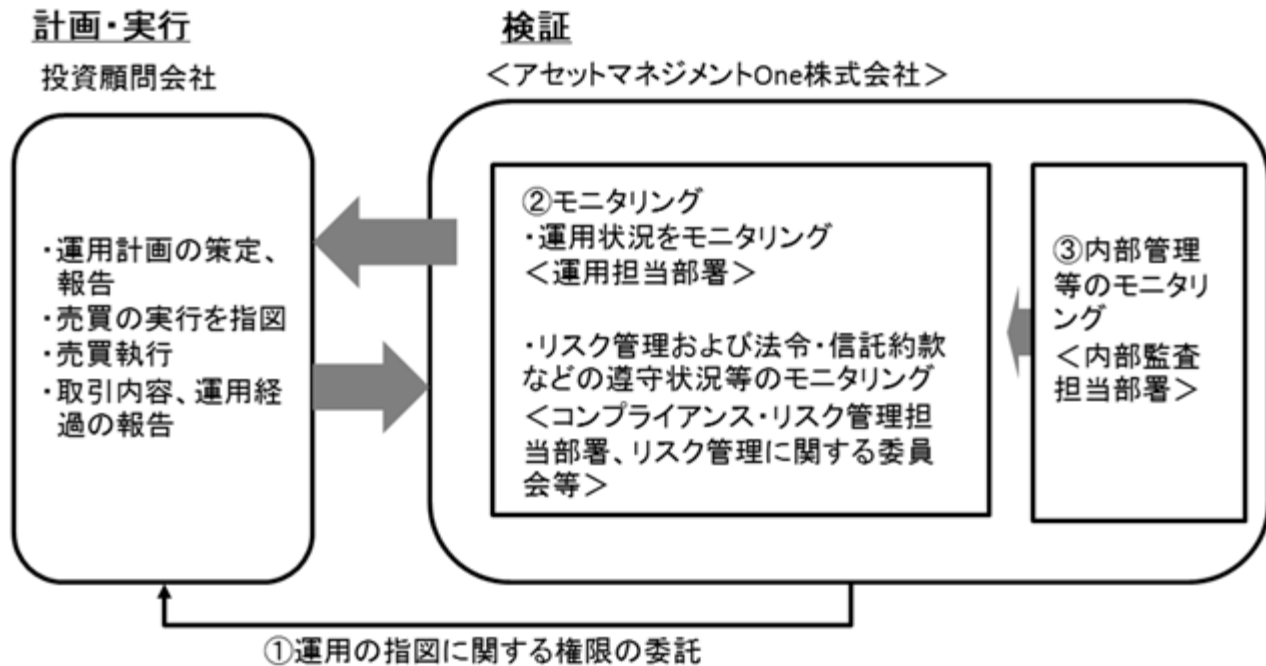 計画・実行
投資顧問会社
・運用計画の策定、
報告
・売買の実行を指図
・売買執行
・取引内容、運用経
過の報告
検証
＜アセットマネジメントOne株式会社＞
②モニタリング
・運用状況をモニタリング
＜運用担当部署＞
・リスク管理および法令・信託約款
などの遵守状況等のモニタリング
＜コンプライアンス・リスク管理担
当部署、リスク管理に関する委員
会等＞
③内部管理
等のモニタリ
ング
＜内部監査
担当部署＞
①運用の指図に関する権限の委託